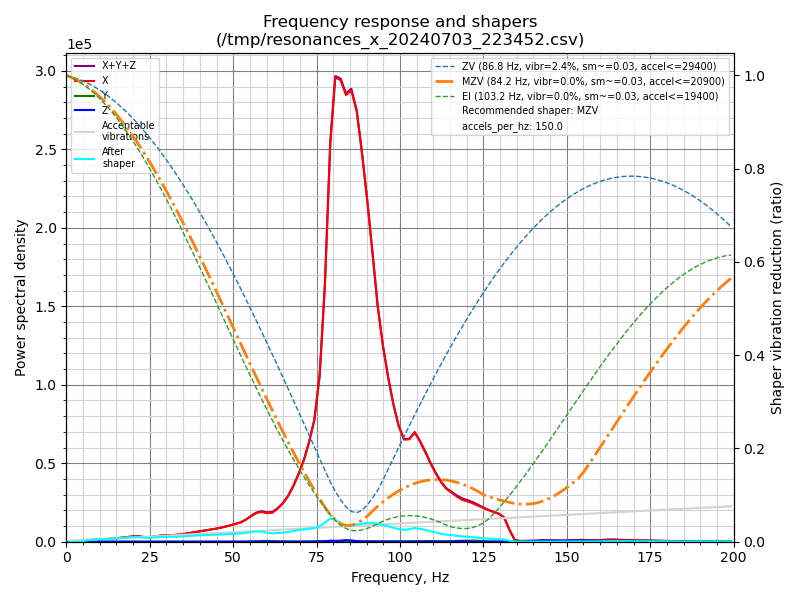 Frequency response and shapers
(/tmp/resonances_x_20240703_223452.csv)
1e5
X+Y+Z
X
Y
Z
Acceptable
vibrations
After
shaper
ZV (86.8 Hz, vibr=2.4%, sm~=0.03, accel<=29400)
MZV (84.2 Hz, vibr=0.0%, sm~=0.03, accel<=20900)
EI (103.2 Hz, vibr=0.0%, sm~=0.03, accel<=19400)
Recommended shaper: MZV
accels_per_hz: 150.0
Power spectral density
3.0
2.5
2.0
1.5
1.0
0.5
0.0
1.0
0.8
0.6
0.4
0.2
0.0
Shaper vibration reduction (ratio)
0 25 50 75 100 125 150 175 200
Frequency, Hz